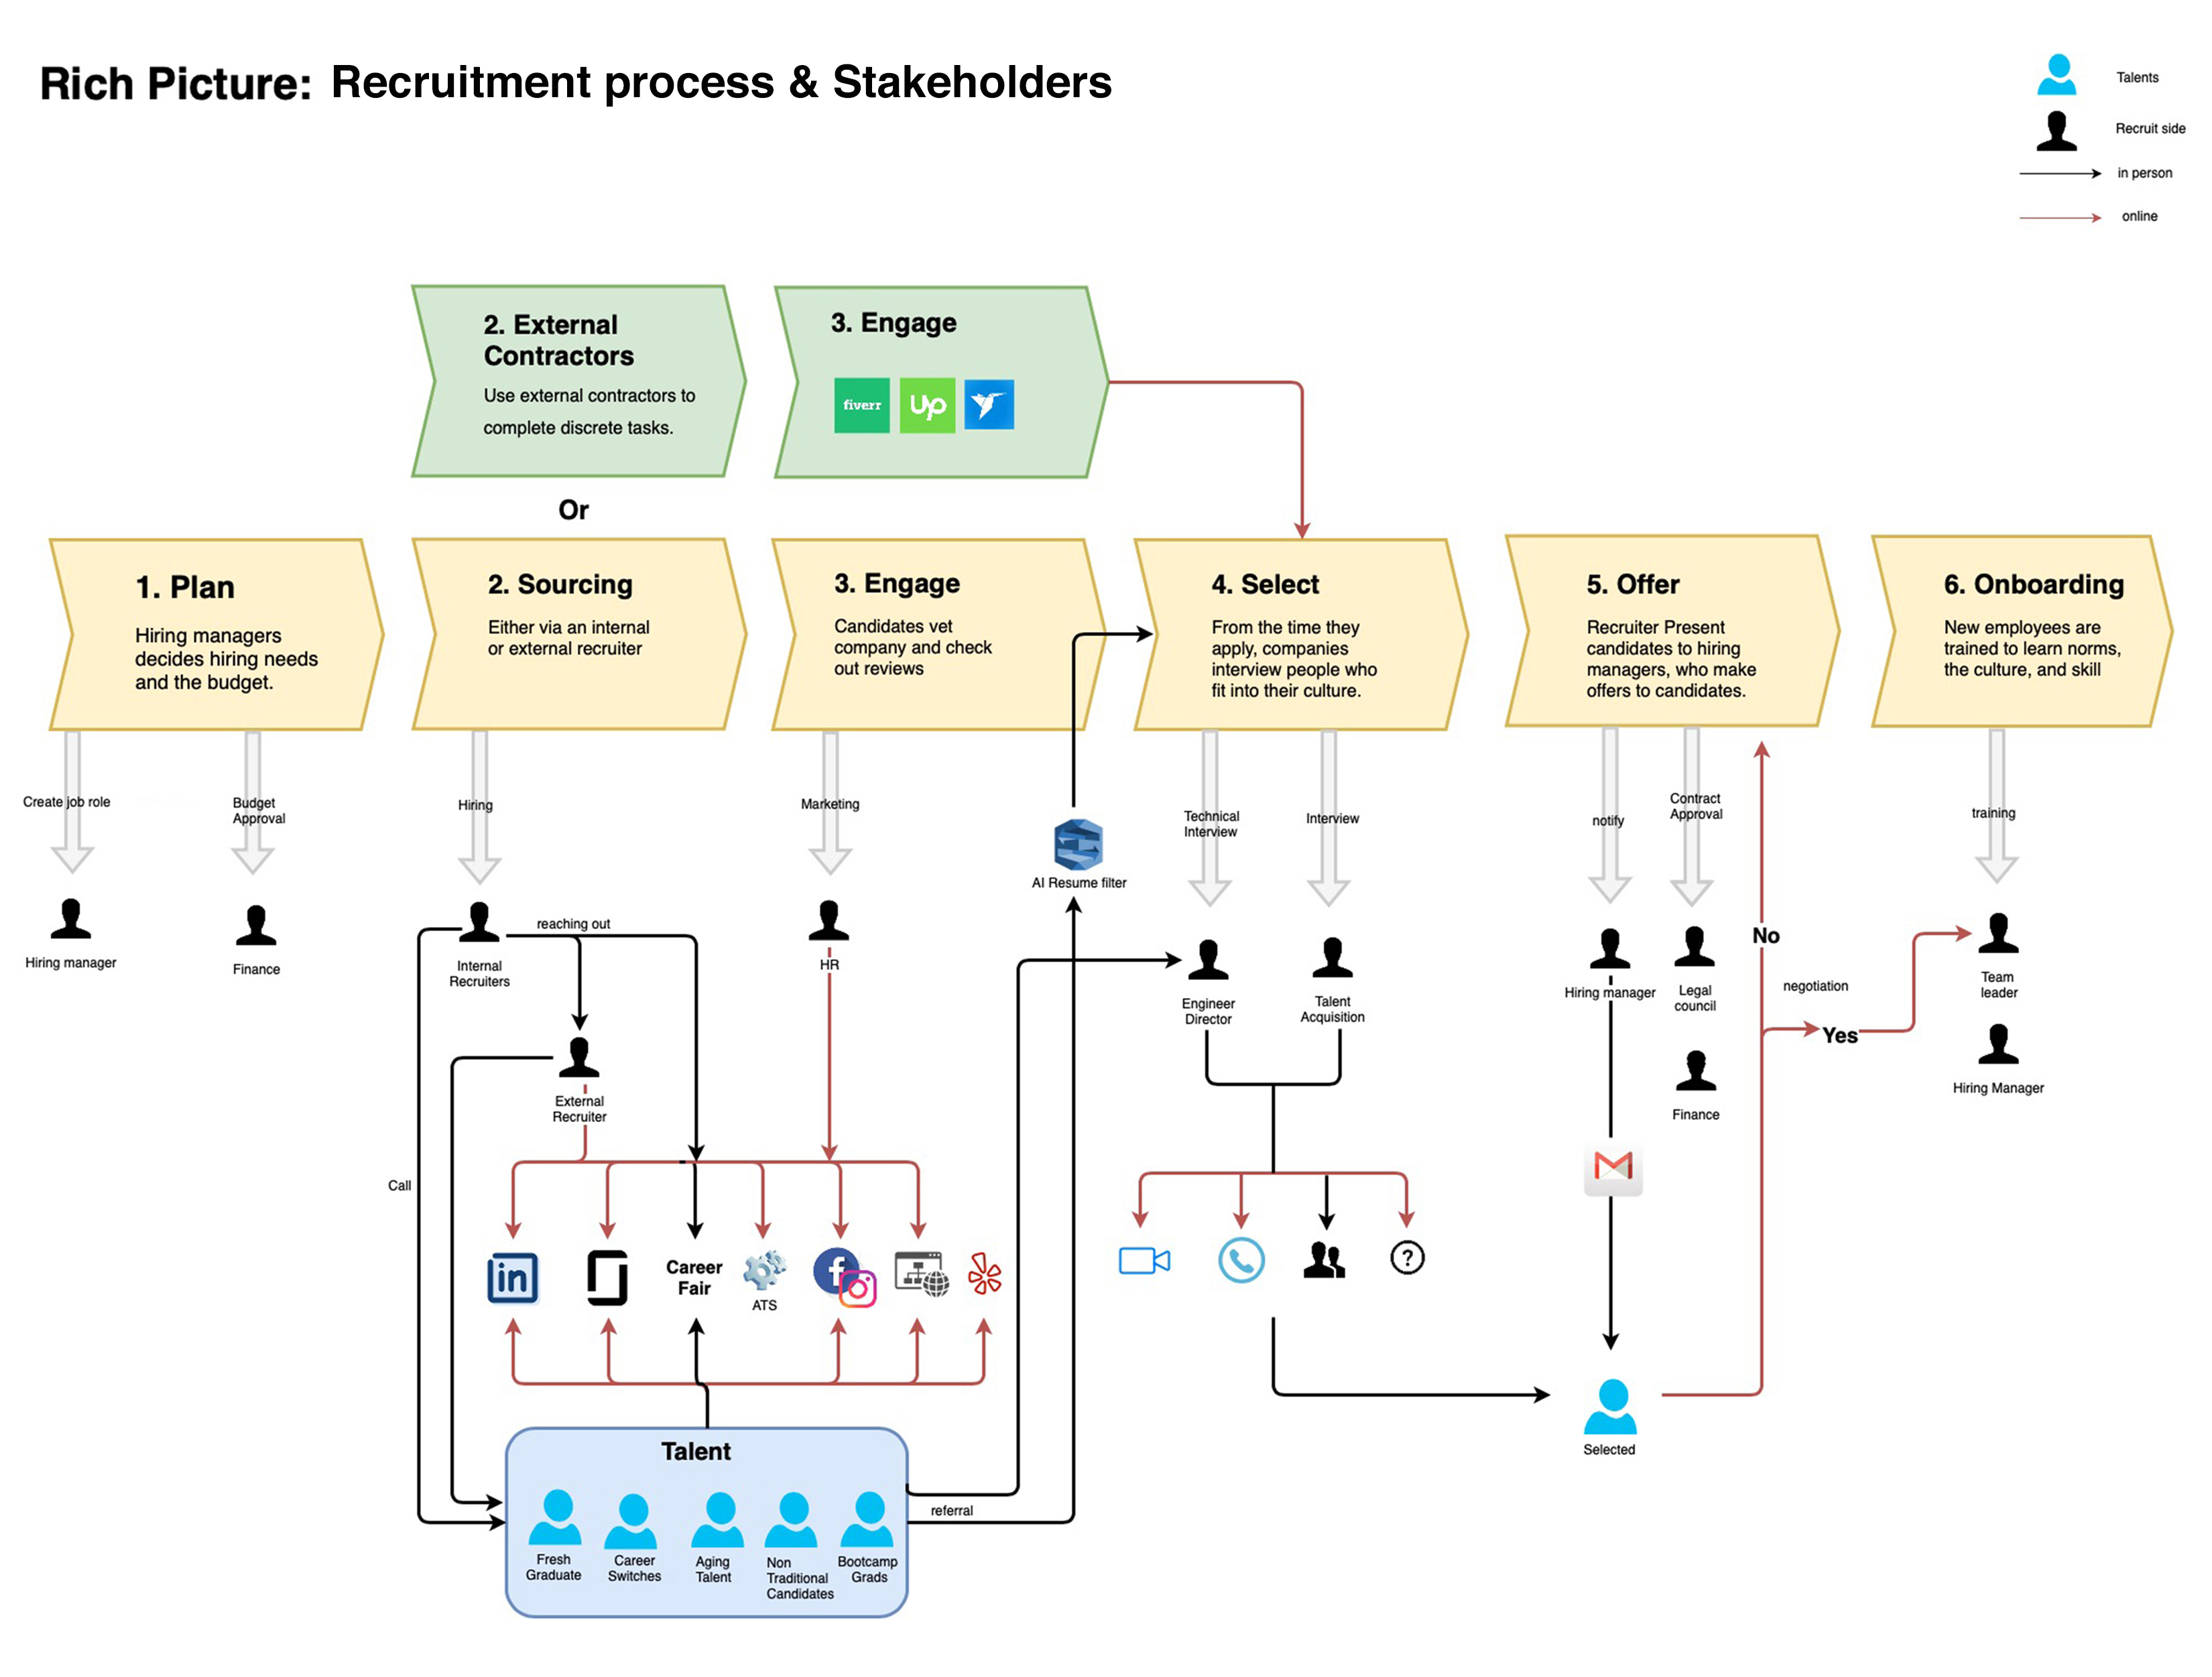 Rich Picture: Recruitment process & Stakeholders
Talents
Recruit side
in person
online
2. External
Contractors
Use external contractors to
complete discrete tasks.
3. Engage
fiverr
Up
Or
1. Plan
Hiring managers
decides hiring needs
and the budget.
2. Sourcing
Either via an internal
or external recruiter
3. Engage
Candidates vet
company and check
out reviews
4. Select
From the time they
apply, companies
interview people who
fit into their culture.
5. Offer
Recruiter Present
candidates to hiring
managers, who make
offers to candidates.
6. Onboarding
New employees are
trained to learn norms,
the culture, and skill
Create job role
Budget
Approval
Hiring
Marketing
Technical
Interview
Interview
notify
Contract
Approval
training
AI Resume filter
Hiring manager
Finance
reaching out
Internal
Recruiters
HR
Engineer
Director
Talent
Acquisition
Hiring manager
Legal
council
Finance
No
negotiation
Yes
Team
leader
Hiring Manager
External
Recruiter
Call
in
Career
Fair
ATS
f
?
M
Selected
Talent
Fresh
Graduate
Career
Switches
Aging
Talent
Non
Traditional
Candidates
Bootcamp
Grads
referral